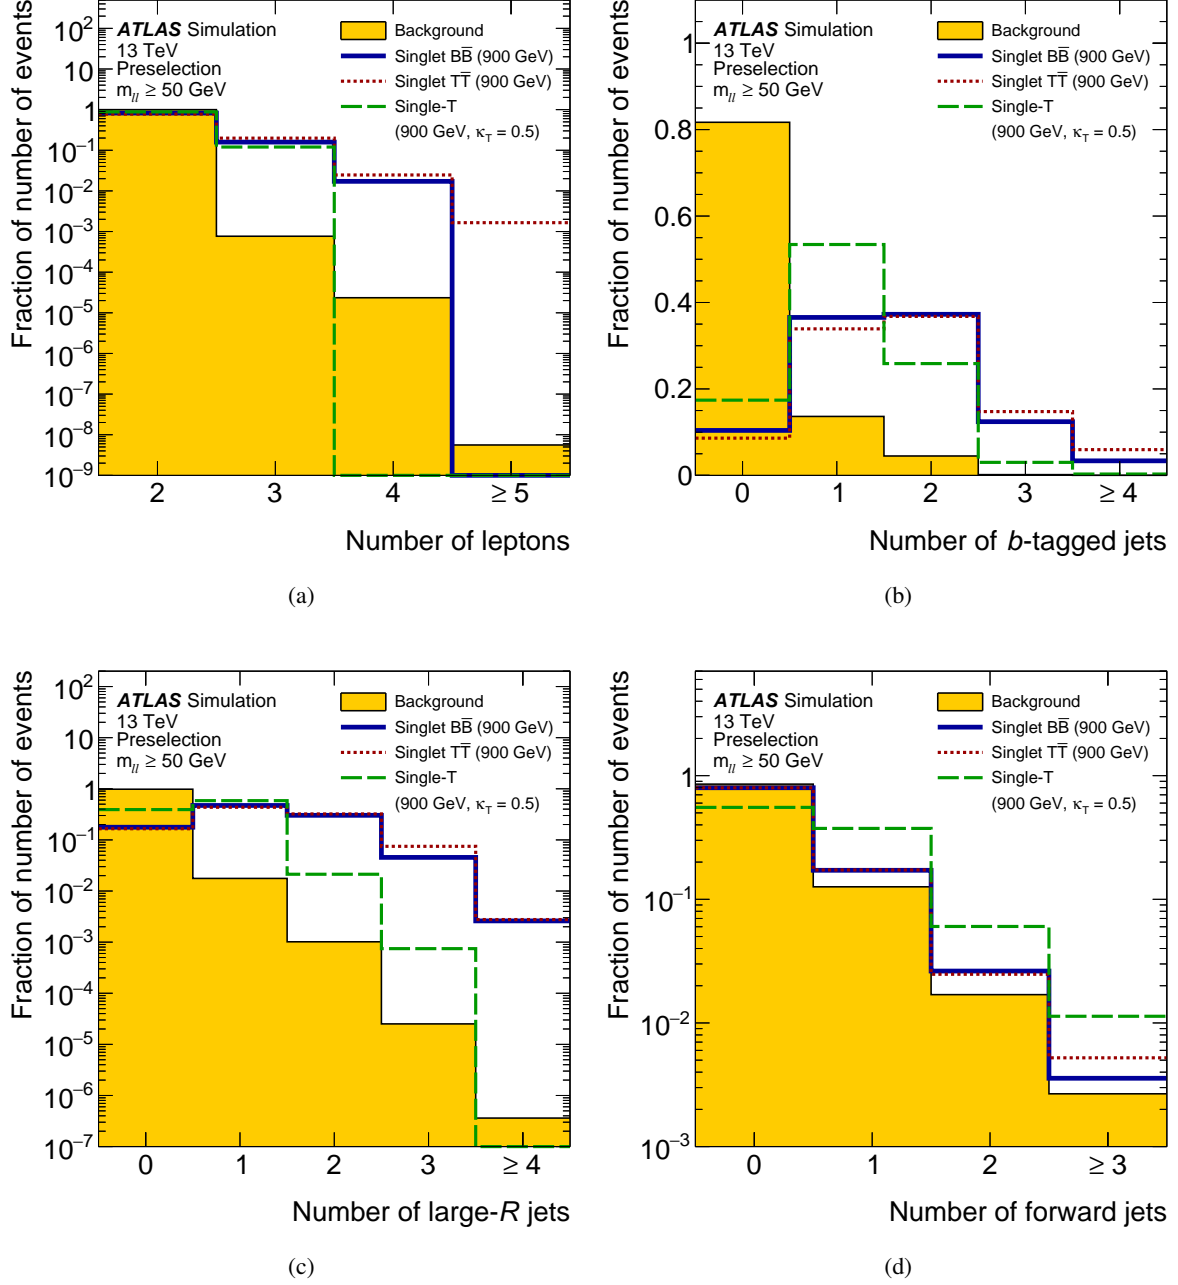 Fraction of number of events
ATLAS Simulation
13 TeV
Preselection
m_ll ≥ 50 GeV
Background
Singlet BB̅ (900 GeV)
Singlet TT̅ (900 GeV)
Single-T
(900 GeV, κ_T = 0.5)
10²
10
1
10⁻¹
10⁻²
10⁻³
10⁻⁴
10⁻⁵
10⁻⁶
10⁻⁷
10⁻⁸
10⁻⁹
2 3 4 ≥ 5
Number of leptons
(a)
Fraction of number of events
ATLAS Simulation
13 TeV
Preselection
m_ll ≥ 50 GeV
Background
Singlet BB̅ (900 GeV)
Singlet TT̅ (900 GeV)
Single-T
(900 GeV, κ_T = 0.5)
1
0.8
0.6
0.4
0.2
0
0 1 2 3 ≥ 4
Number of b-tagged jets
(b)
Fraction of number of events
ATLAS Simulation
13 TeV
Preselection
m_ll ≥ 50 GeV
Background
Singlet BB̅ (900 GeV)
Singlet TT̅ (900 GeV)
Single-T
(900 GeV, κ_T = 0.5)
10²
10
1
10⁻¹
10⁻²
10⁻³
10⁻⁴
10⁻⁵
10⁻⁶
10⁻⁷
0 1 2 3 ≥ 4
Number of large-R jets
(c)
Fraction of number of events
ATLAS Simulation
13 TeV
Preselection
m_ll ≥ 50 GeV
Background
Singlet BB̅ (900 GeV)
Singlet TT̅ (900 GeV)
Single-T
(900 GeV, κ_T = 0.5)
1
10⁻¹
10⁻²
10⁻³
0 1 2 ≥ 3
Number of forward jets
(d)